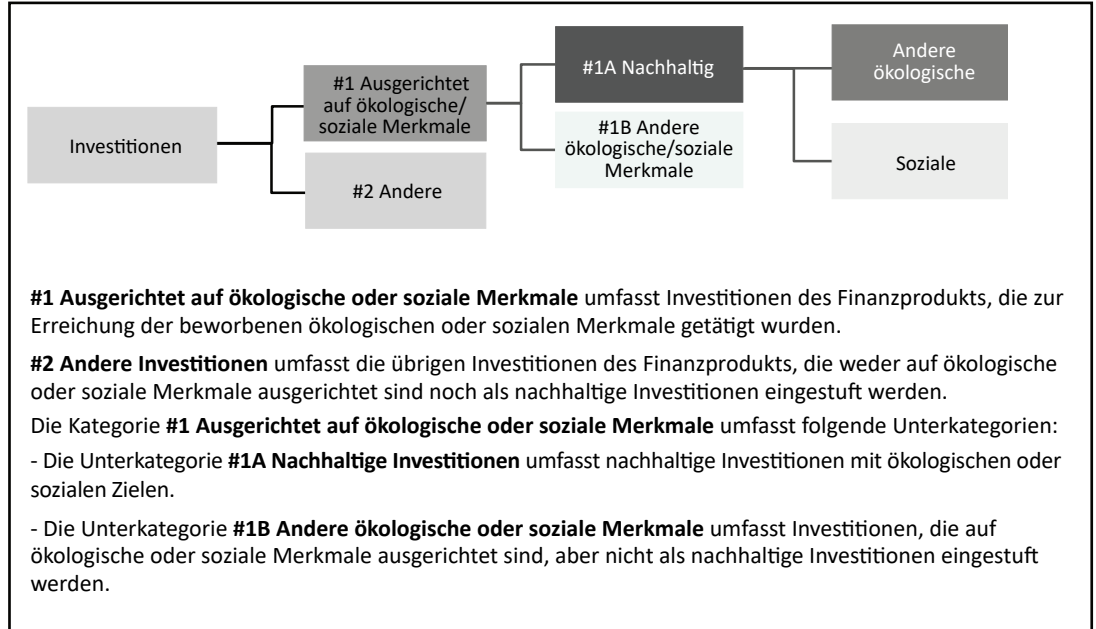 Investitionen
#1 Ausgerichtet
auf ökologische/
soziale Merkmale
#2 Andere
#1A Nachhaltig
#1B Andere
ökologische/soziale
Merkmale
Andere
ökologische
Soziale
#1 Ausgerichtet auf ökologische oder soziale Merkmale umfasst Investitionen des Finanzprodukts, die zur
Erreichung der beworbenen ökologischen oder sozialen Merkmale getätigt wurden.
#2 Andere Investitionen umfasst die übrigen Investitionen des Finanzprodukts, die weder auf ökologische
oder soziale Merkmale ausgerichtet sind noch als nachhaltige Investitionen eingestuft werden.
Die Kategorie #1 Ausgerichtet auf ökologische oder soziale Merkmale umfasst folgende Unterkategorien:
- Die Unterkategorie #1A Nachhaltige Investitionen umfasst nachhaltige Investitionen mit ökologischen oder
sozialen Zielen.
- Die Unterkategorie #1B Andere ökologische oder soziale Merkmale umfasst Investitionen, die auf
ökologische oder soziale Merkmale ausgerichtet sind, aber nicht als nachhaltige Investitionen eingestuft
werden.